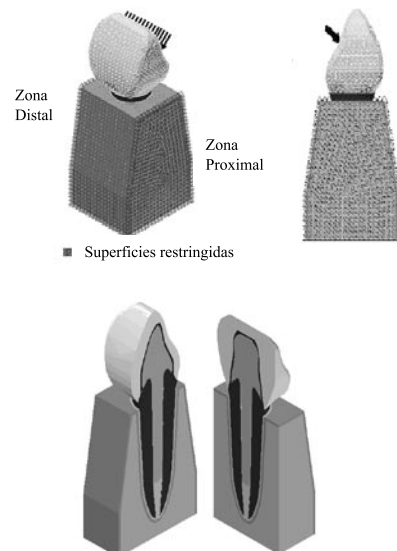 Zona
Distal
Zona
Proximal
Superficies restringidas